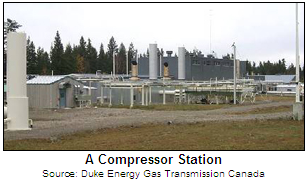 A Compressor Station
Source: Duke Energy Gas Transmission Canada